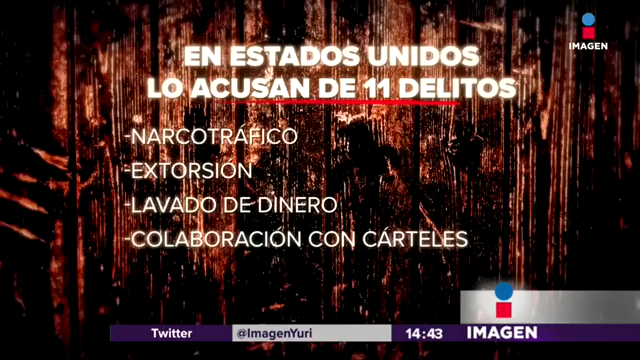 IMAGEN
EN ESTADOS UNIDOS
LO ACUSAN DE 11 DELITOS
-NARCOTRÁFICO
-EXTORSIÓN
-LAVADO DE DINERO
-COLABORACIÓN CON CÁRTELES
Twitter @ImagenYuri 14:43 IMAGEN